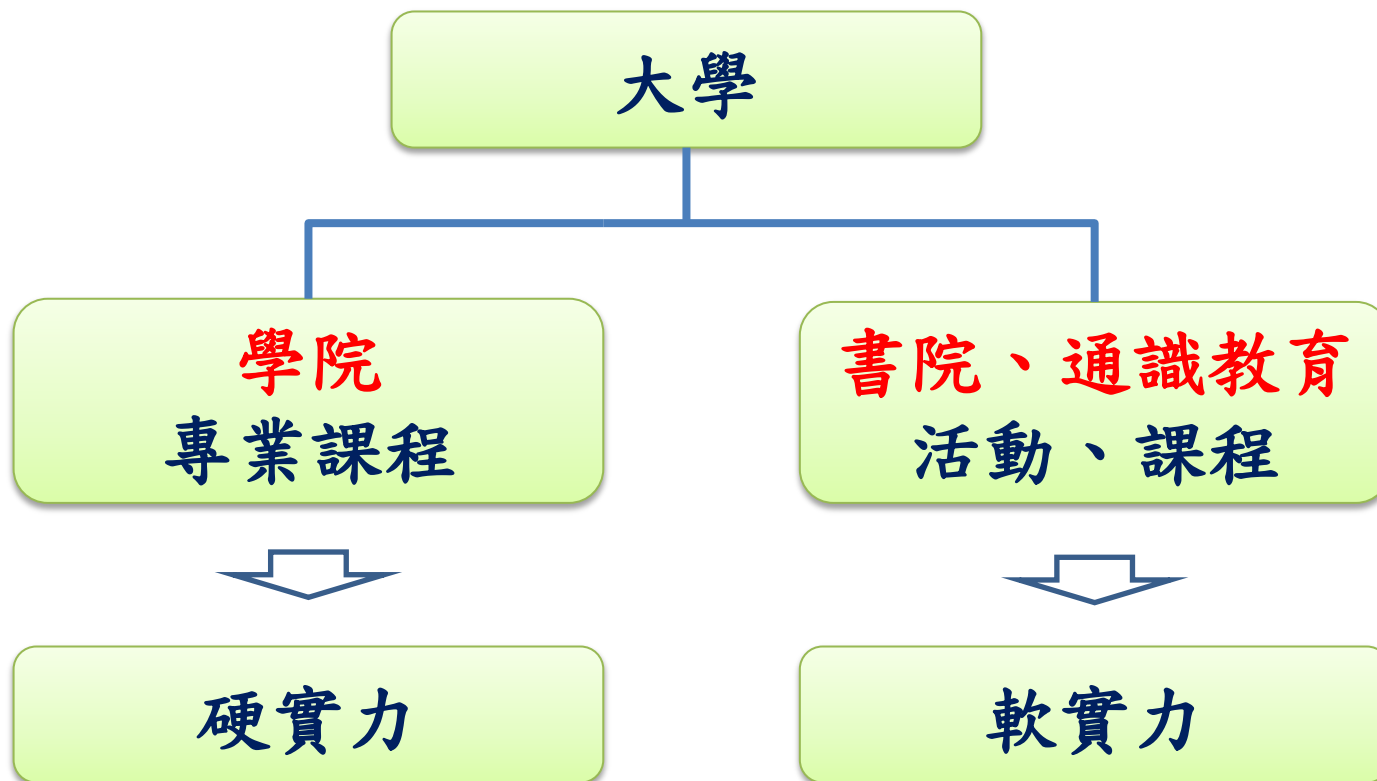 大學
學院
專業課程
書院、通識教育
活動、課程
硬實力
軟實力